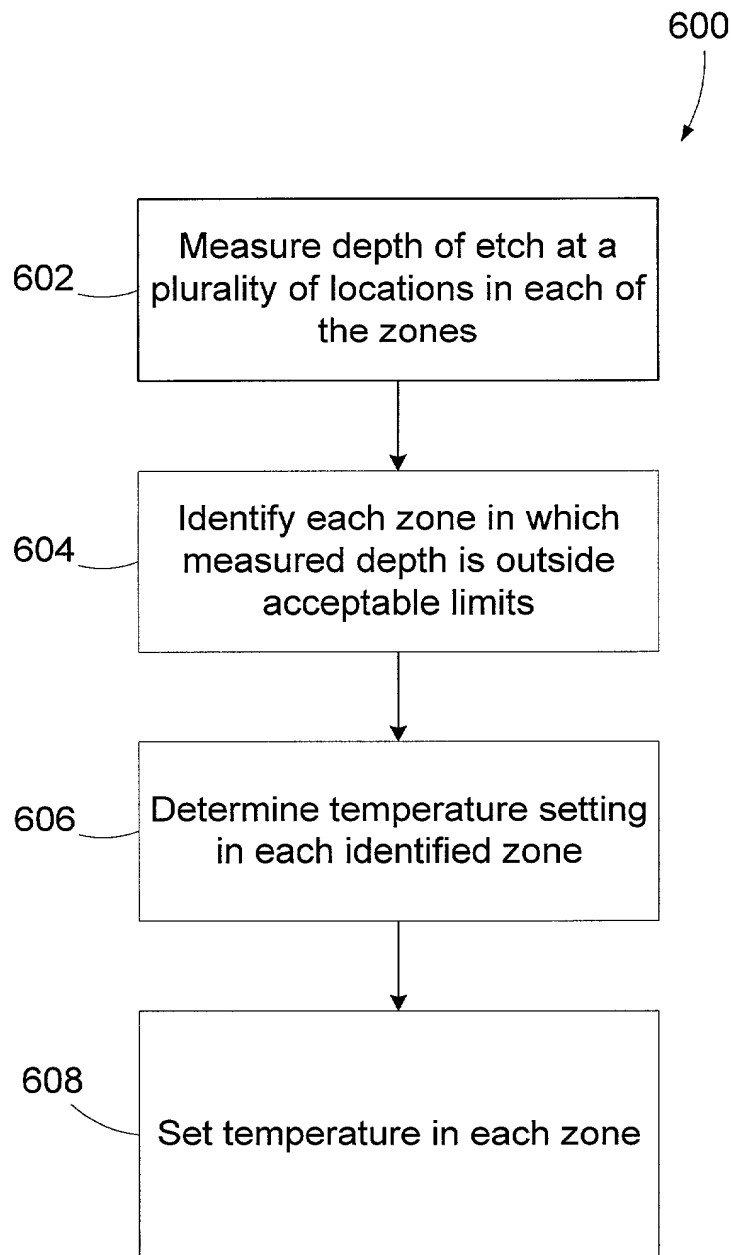 600
602
Measure depth of etch at a
plurality of locations in each of
the zones
604
Identify each zone in which
measured depth is outside
acceptable limits
606
Determine temperature setting
in each identified zone
608
Set temperature in each zone